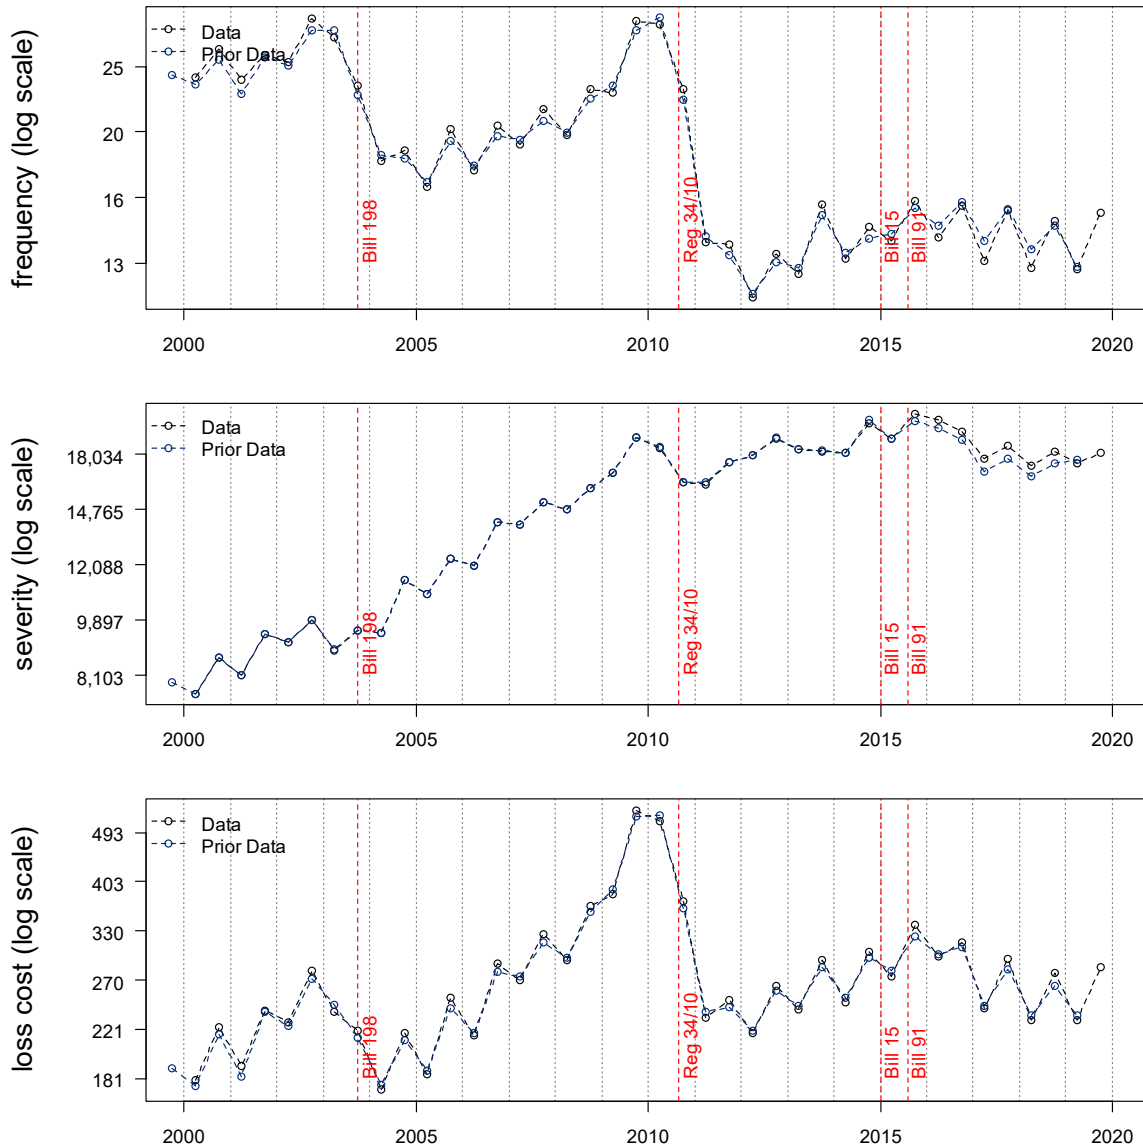 frequency (log scale)
25
20
16
13
Data
Prior Data
Bill 198
Reg 34/10
Bill 15
Bill 91
2000
2005
2010
2015
2020
severity (log scale)
18,034
14,765
12,088
9,897
8,103
Data
Prior Data
Bill 198
Reg 34/10
Bill 15
Bill 91
2000
2005
2010
2015
2020
loss cost (log scale)
493
403
330
270
221
181
Data
Prior Data
Bill 198
Reg 34/10
Bill 15
Bill 91
2000
2005
2010
2015
2020